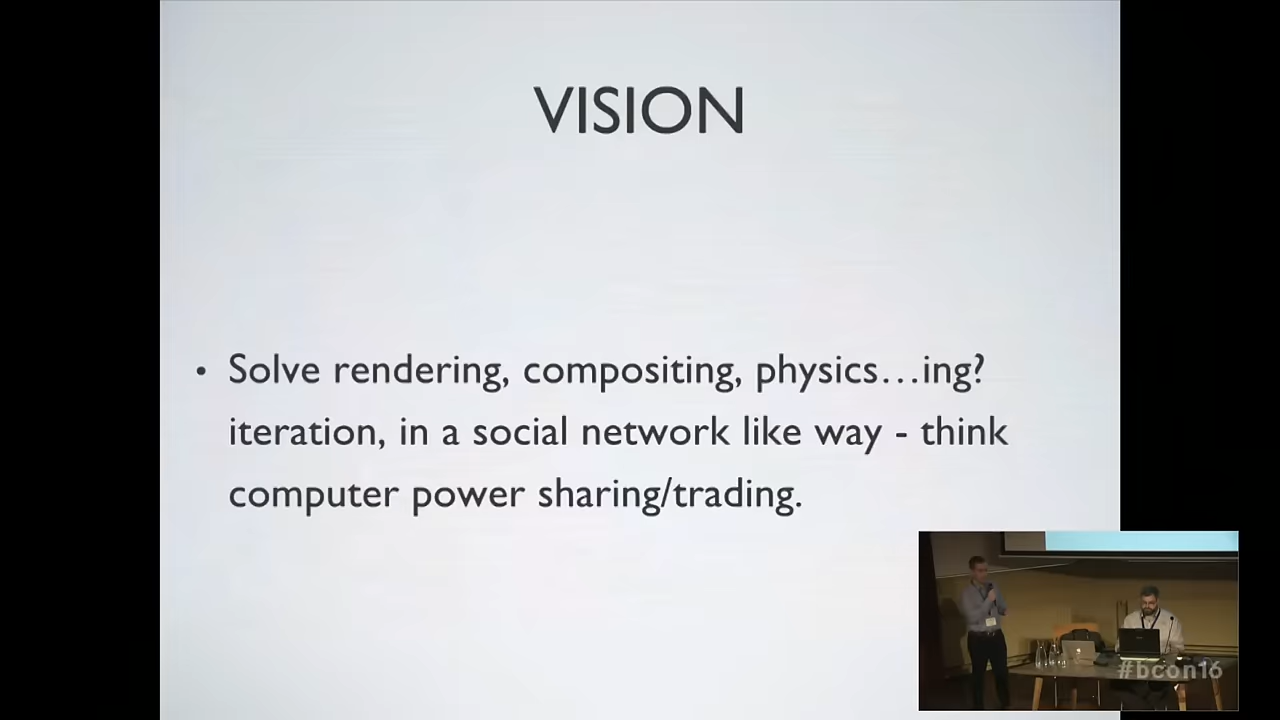 VISION
• Solve rendering, compositing, physics…ing?
iteration, in a social network like way - think
computer power sharing/trading.
#bcon16